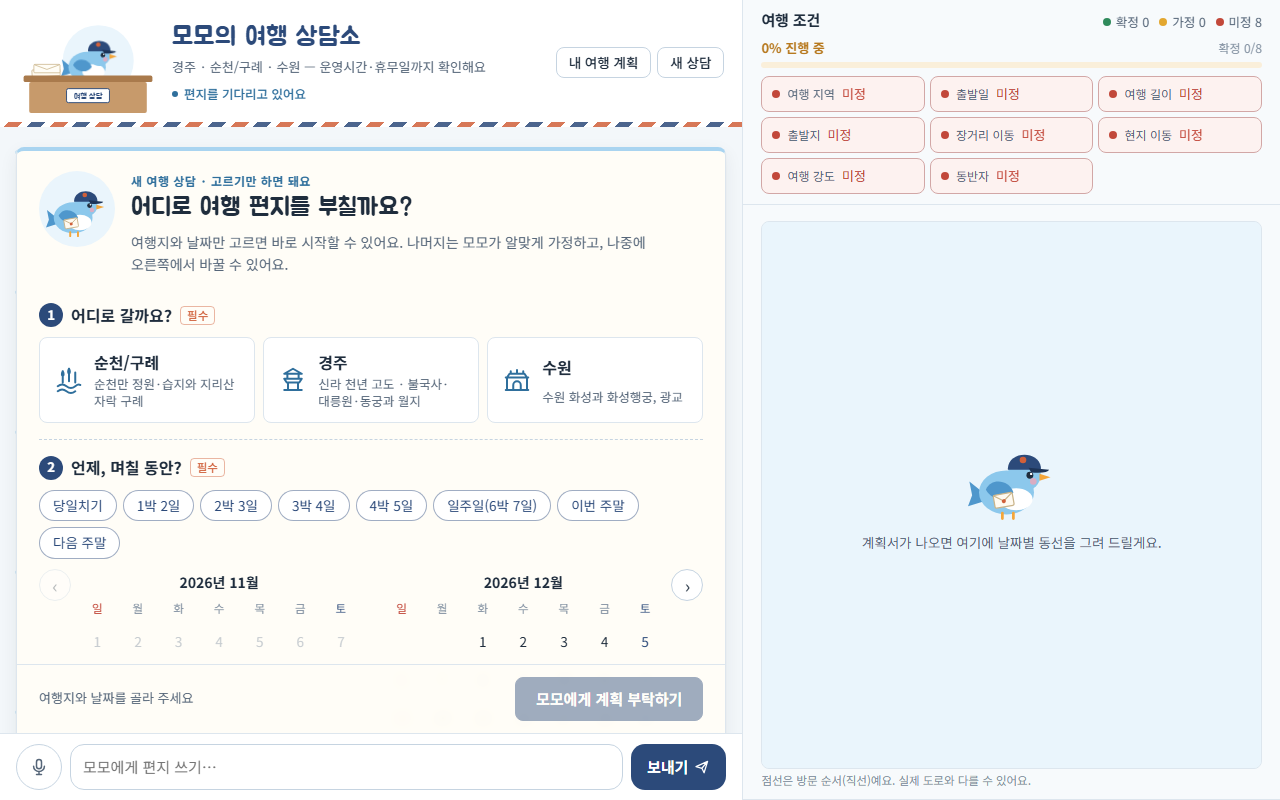 모모의 여행 상담소
경주 · 순천/구례 · 수원 — 운영시간·휴무일까지 확인해요
편지를 기다리고 있어요
여행 상담
내 여행 계획
새 상담
새 여행 상담 · 고르기만 하면 돼요
어디로 여행 편지를 부칠까요?
여행지와 날짜만 고르면 바로 시작할 수 있어요. 나머지는 모모가 알맞게 가정하고, 나중에
오른쪽에서 바꿀 수 있어요.
1 어디로 갈까요? 필수
순천/구례
순천만 정원·습지와 지리산
자락 구례
경주
신라 천년 고도 · 불국사·
대릉원·동궁과 월지
수원
수원 화성과 화성행궁, 광교
2 언제, 며칠 동안? 필수
당일치기 1박 2일 2박 3일 3박 4일 4박 5일 일주일(6박 7일) 이번 주말
다음 주말
‹ 2026년 11월 2026년 12월 ›
일 월 화 수 목 금 토 일 월 화 수 목 금 토
1 2 3 4 5 6 7 1 2 3 4 5
여행지와 날짜를 골라 주세요
모모에게 계획 부탁하기
모모에게 편지 쓰기…
보내기
여행 조건
확정 0 가정 0 미정 8
0% 진행 중
확정 0/8
여행 지역 미정
출발일 미정
여행 길이 미정
출발지 미정
장거리 이동 미정
현지 이동 미정
여행 강도 미정
동반자 미정
계획서가 나오면 여기에 날짜별 동선을 그려 드릴게요.
점선은 방문 순서(직선)예요. 실제 도로와 다를 수 있어요.